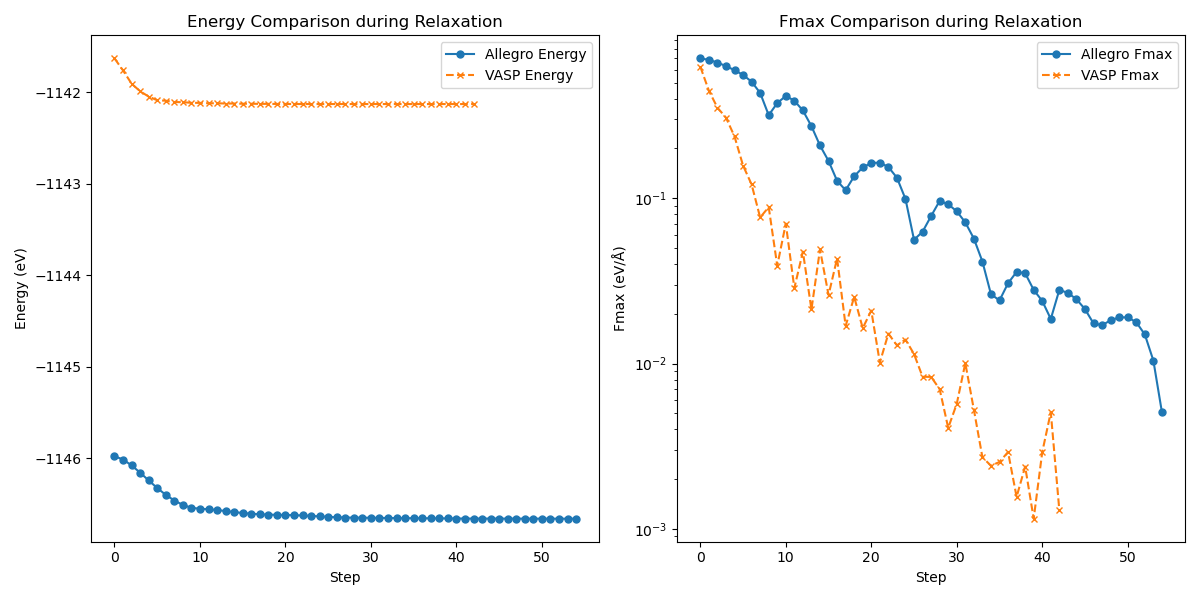 Energy Comparison during Relaxation
Allegro Energy
VASP Energy
−1142
−1143
−1144
−1145
−1146
Energy (eV)
0
10
20
30
40
50
Step
Fmax Comparison during Relaxation
Allegro Fmax
VASP Fmax
10⁻¹
10⁻²
10⁻³
Fmax (eV/Å)
0
10
20
30
40
50
Step